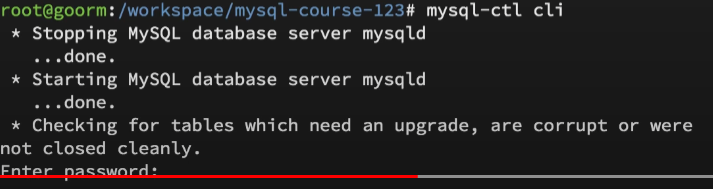 root@goorm:/workspace/mysql-course-123# mysql-ctl cli
 * Stopping MySQL database server mysqld
   ...done.
 * Starting MySQL database server mysqld
   ...done.
 * Checking for tables which need an upgrade, are corrupt or were
not closed cleanly.
Enter password: